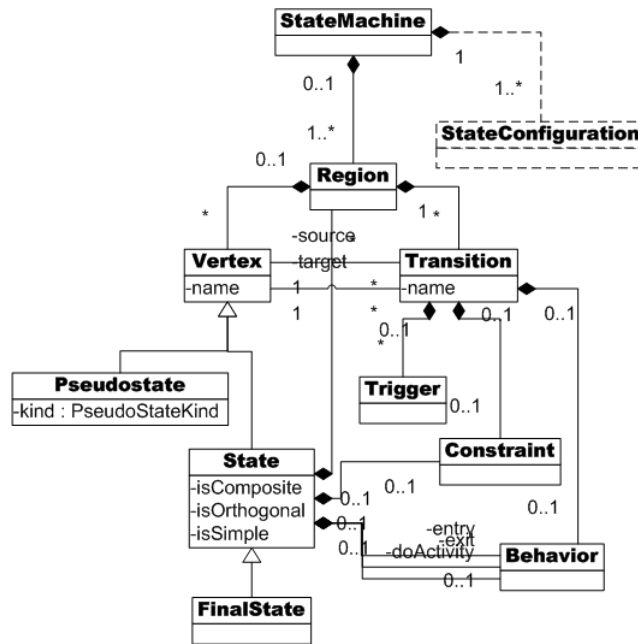 StateMachine
1
0..1
1..*
1..*
StateConfiguration
0..1
Region
*
1
*
-source
*
Vertex
-target
Transition
-name
1
*
-name
1
*
0..1
0..1
0..1
*
Pseudostate
-kind : PseudoStateKind
Trigger
0..1
Constraint
State
-isComposite
0..1
0..1
-isOrthogonal
0..1
0..1
-isSimple
0..1
-entry
-exit
-doActivity
Behavior
0..1
FinalState